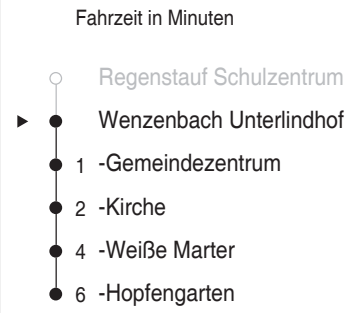 Fahrzeit in Minuten
Regenstauf Schulzentrum
Wenzenbach Unterlindhof
1 -Gemeindezentrum
2 -Kirche
4 -Weiße Marter
6 -Hopfengarten